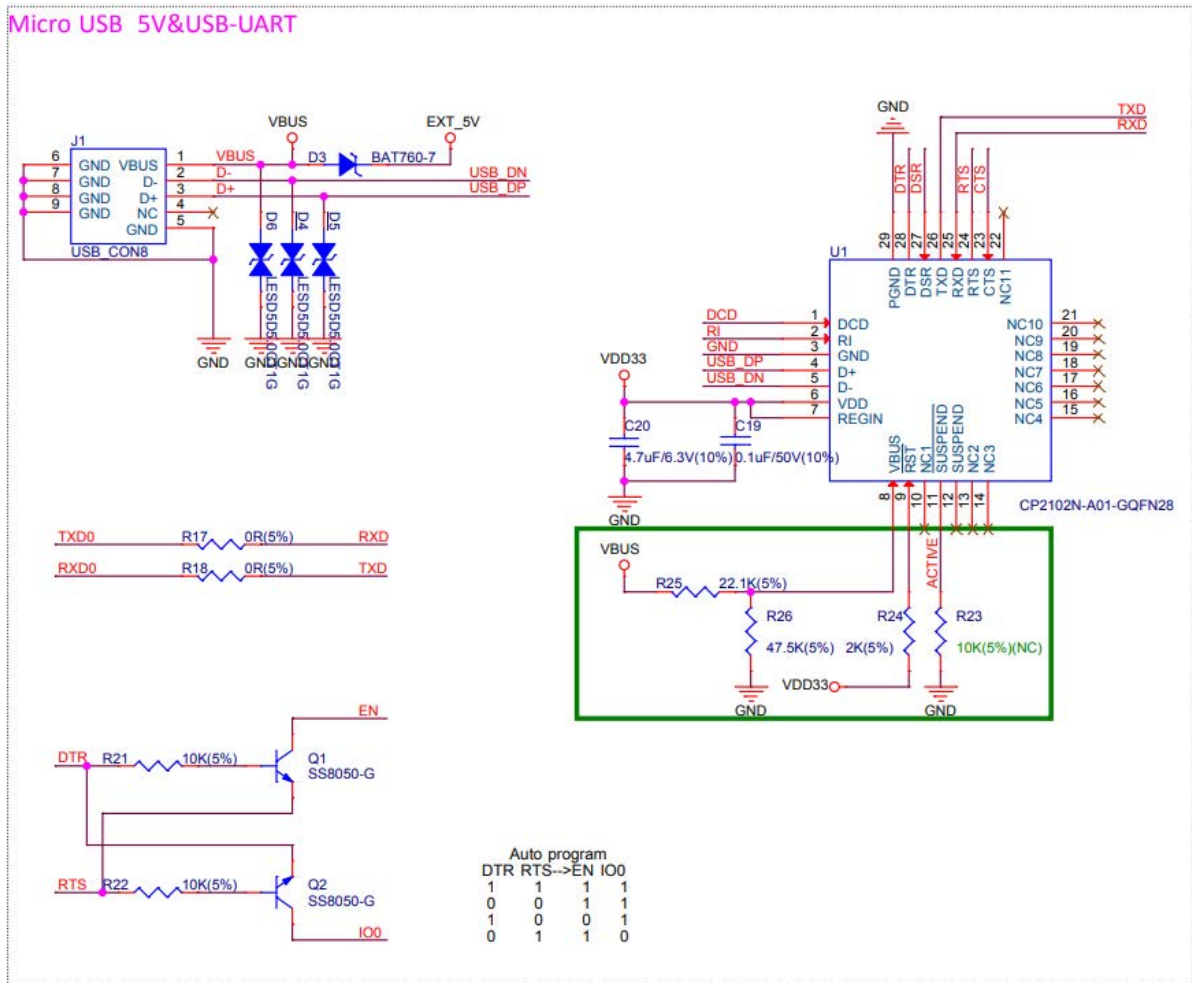 Micro USB 5V&USB-UART
VBUS
EXT_5V
J1
D3
BAT760-7
6 GND VBUS 1 VBUS
7 GND D- 2 D-
8 GND D+ 3 D+
9 GND NC 4
GND 5
USB_CON8
USB_DN
USB_DP
D6
D4
D5
LESD5D5.0CT1G
LESD5D5.0CT1G
LESD5D5.0CT1G
GND
GND
GND
GND
GND
TXD
RXD
DTR
DSR
RTS
CTS
29
28
27
26
25
24
23
22
U1
PGND
DTR
DSR
TXD
RXD
RTS
CTS
NC11
DCD 1 DCD
RI 2 RI
GND 3 GND
USB_DP 4 D+
USB_DN 5 D-
6 VDD
7 REGIN
NC10 21
NC9 20
NC8 19
NC7 18
NC6 17
NC5 16
NC4 15
VBUS
RST
NC1
SUSPEND
SUSPEND
NC2
NC3
8
9
10
11
12
13
14
CP2102N-A01-GQFN28
VDD33
C20
4.7uF/6.3V(10%)
C19
0.1uF/50V(10%)
GND
TXD0 R17 0R(5%) RXD
RXD0 R18 0R(5%) TXD
VBUS
ACTIVE
R25 22.1K(5%)
R26
47.5K(5%)
R24
2K(5%)
R23
10K(5%)(NC)
VDD33
GND
GND
EN
DTR R21 10K(5%)
Q1
SS8050-G
RTS R22 10K(5%)
Q2
SS8050-G
IO0
Auto program
DTR RTS-->EN IO0
1 1 1 1
0 0 1 1
1 0 0 1
0 1 1 0